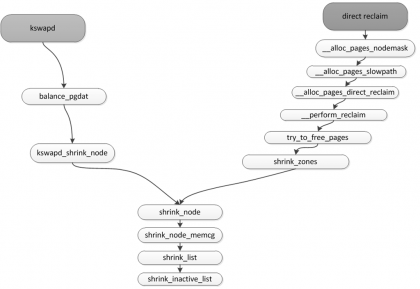 kswapd
direct reclaim
__alloc_pages_nodemask
__alloc_pages_slowpath
balance_pgdat
__alloc_pages_direct_reclaim
__perform_reclaim
try_to_free_pages
kswapd_shrink_node
shrink_zones
shrink_node
shrink_node_memcg
shrink_list
shrink_inactive_list